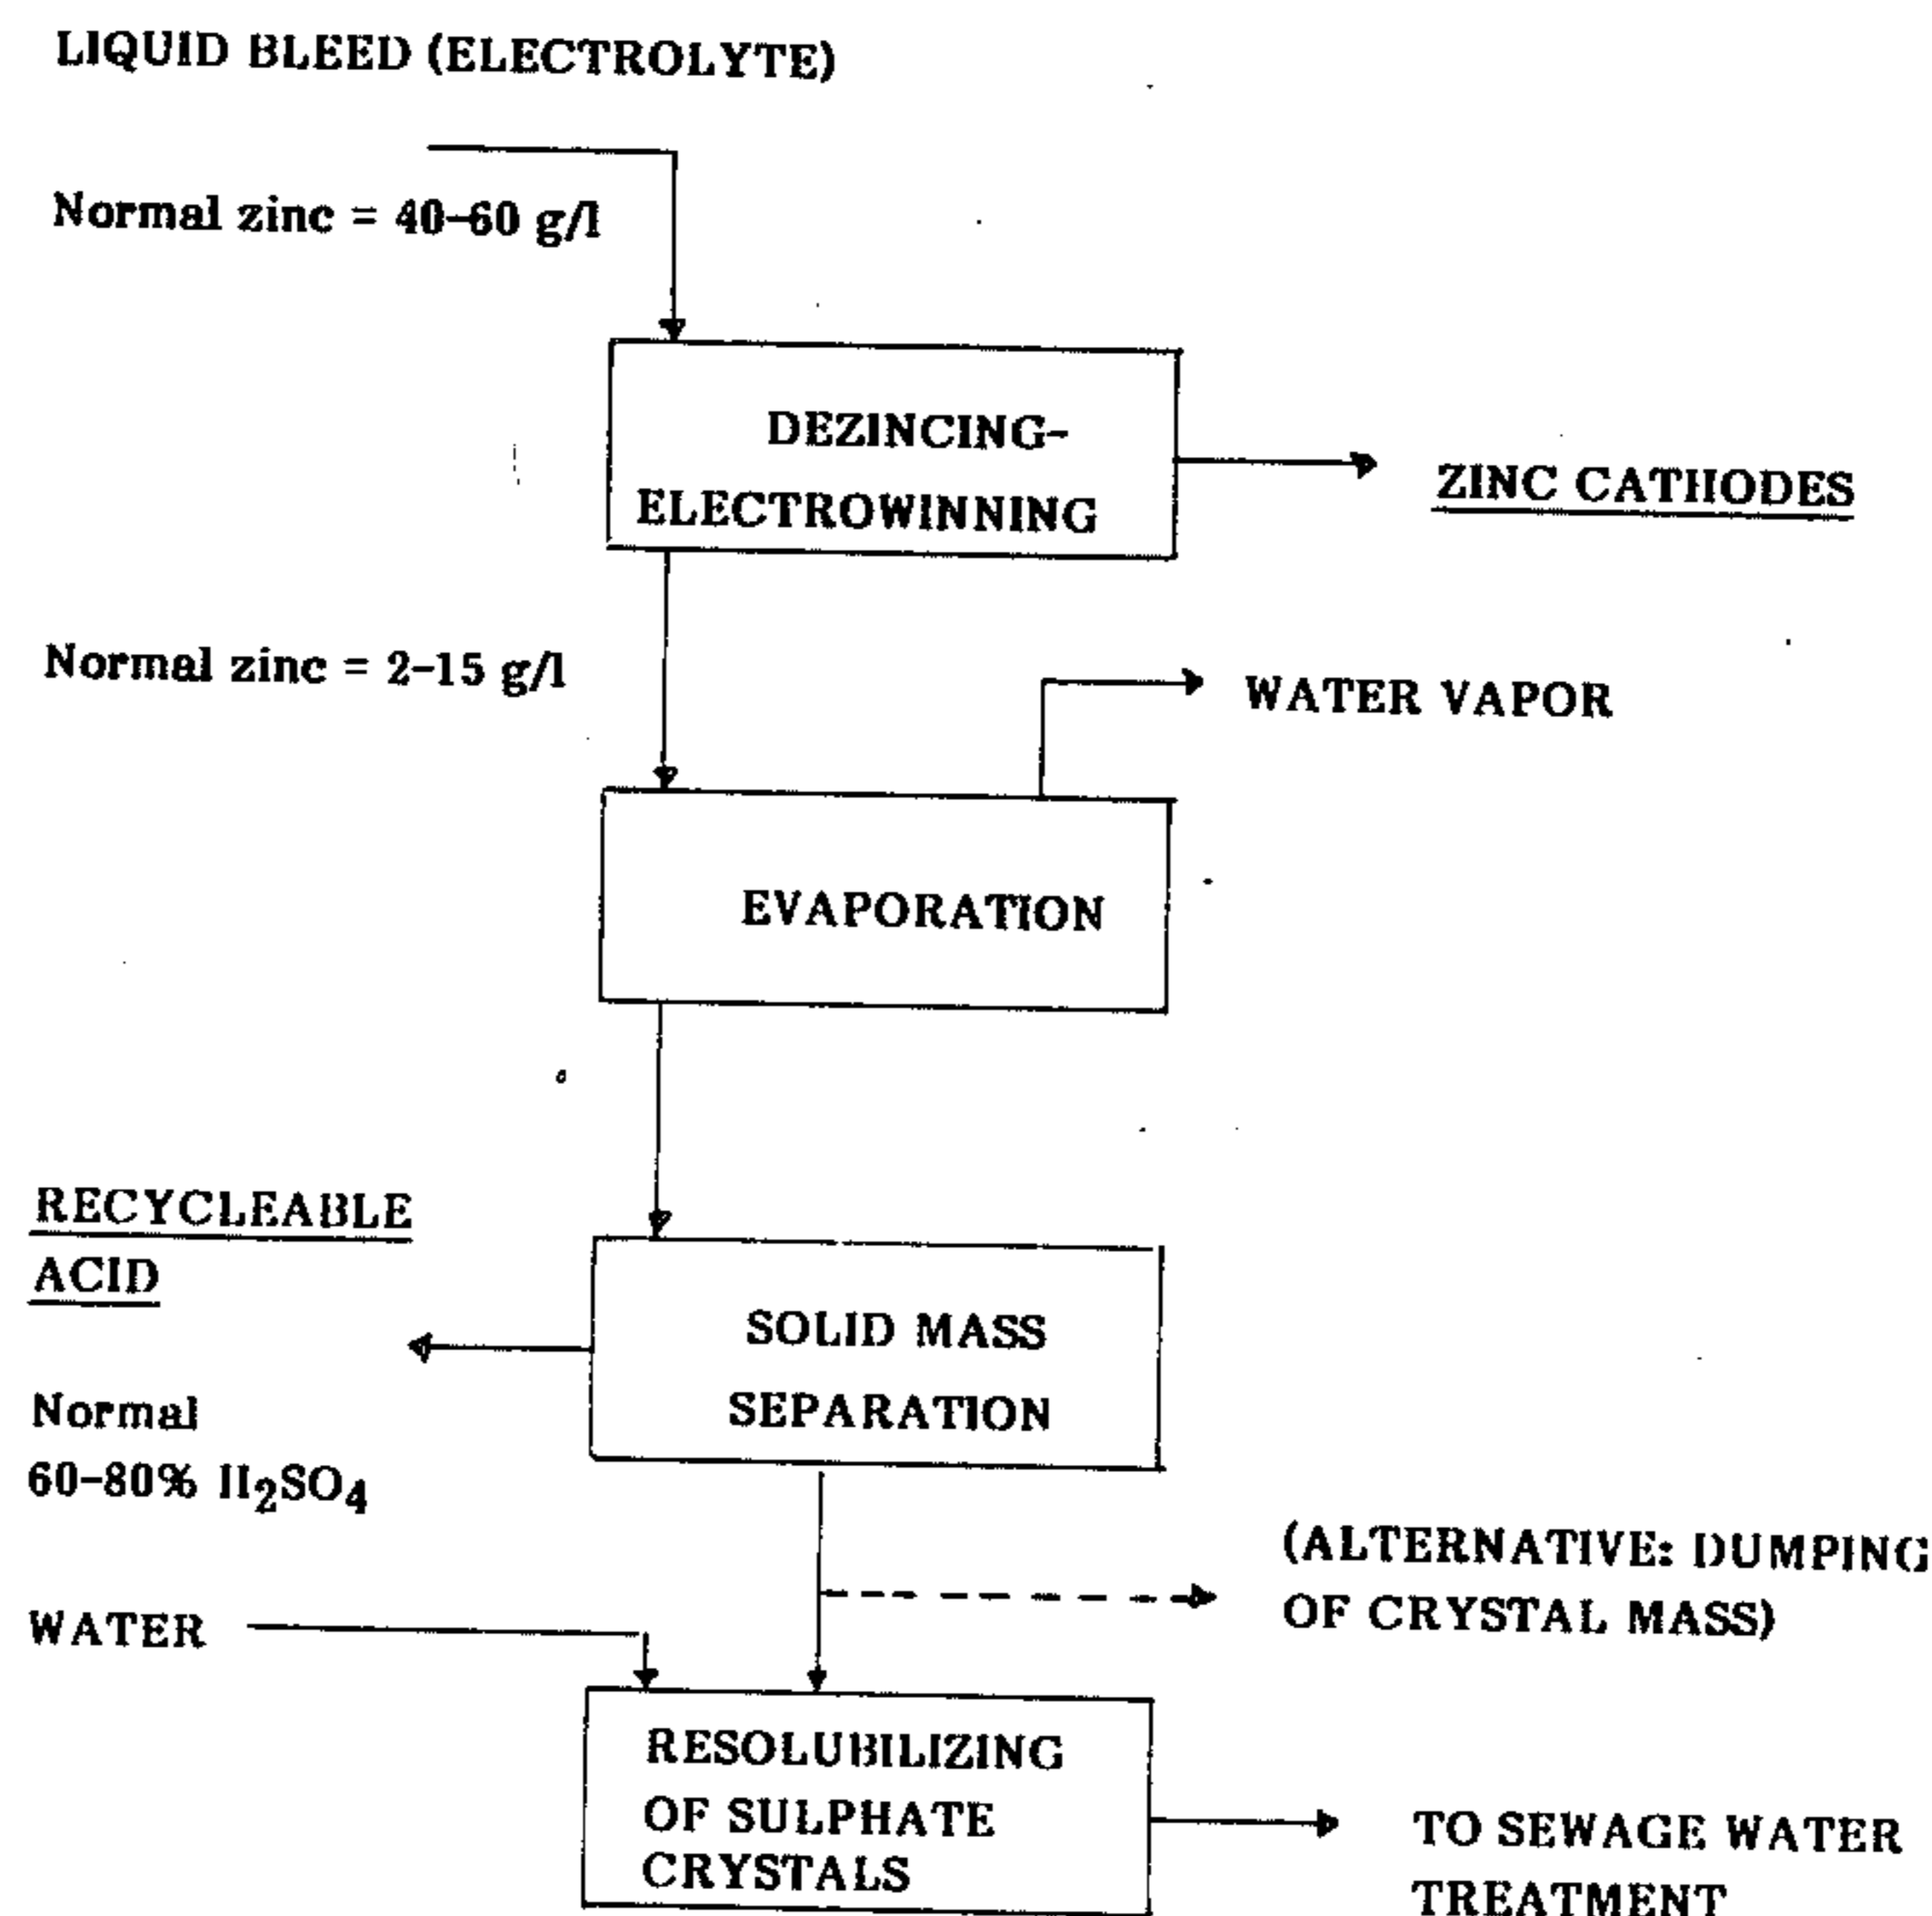 LIQUID BLEED (ELECTROLYTE)
Normal zinc = 40-60 g/l
DEZINCING-
ELECTROWINNING
ZINC CATHODES
Normal zinc = 2-15 g/l
WATER VAPOR
EVAPORATION
RECYCLEABLE
ACID
SOLID MASS
SEPARATION
Normal
60-80% H₂SO₄
(ALTERNATIVE: DUMPING
OF CRYSTAL MASS)
WATER
RESOLUBILIZING
OF SULPHATE
CRYSTALS
TO SEWAGE WATER
TREATMENT